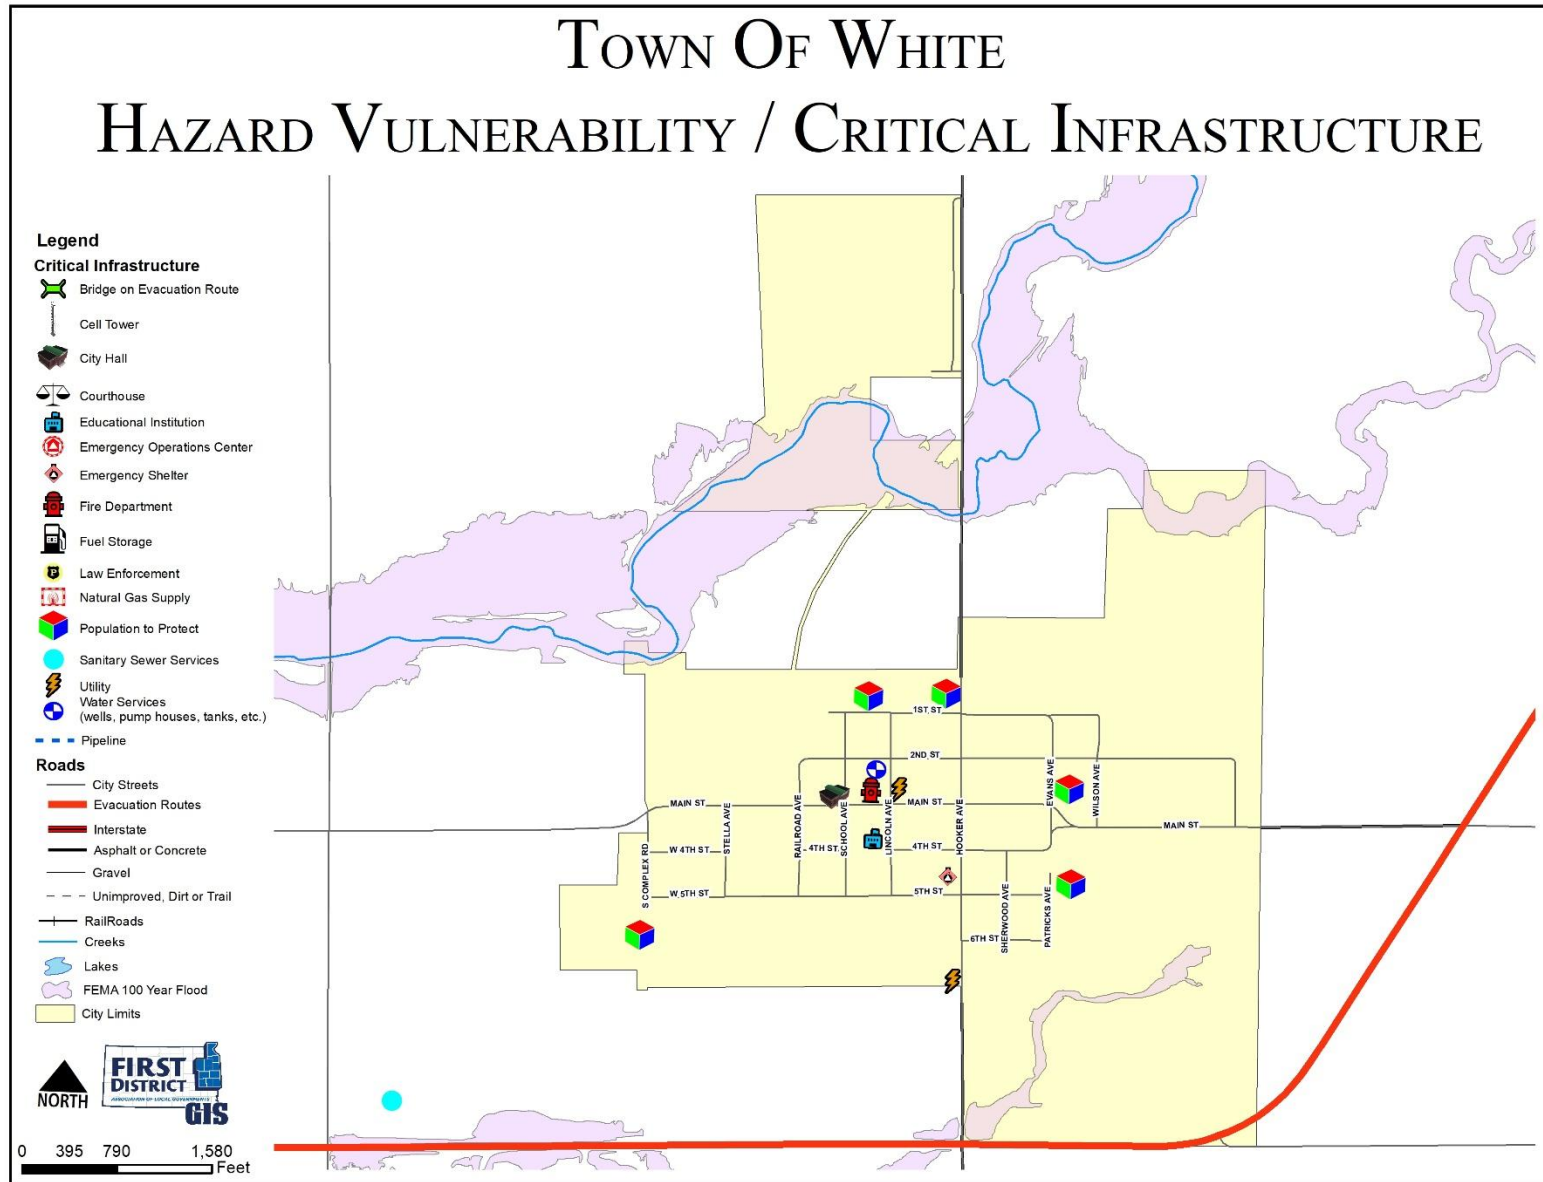 TOWN OF WHITE
HAZARD VULNERABILITY / CRITICAL INFRASTRUCTURE
Legend
Critical Infrastructure
Bridge on Evacuation Route
Cell Tower
City Hall
Courthouse
Educational Institution
Emergency Operations Center
Emergency Shelter
Fire Department
Fuel Storage
Law Enforcement
Natural Gas Supply
Population to Protect
Sanitary Sewer Services
Utility
Water Services
(wells, pump houses, tanks, etc.)
Pipeline
Roads
City Streets
Evacuation Routes
Interstate
Asphalt or Concrete
Gravel
Unimproved, Dirt or Trail
RailRoads
Creeks
Lakes
FEMA 100 Year Flood
City Limits
NORTH
FIRST
DISTRICT
ASSOCIATION OF LOCAL GOVERNMENTS
GIS
0 395 790 1,580
Feet
1ST ST
2ND ST
MAIN ST
MAIN ST
MAIN ST
W 4TH ST
4TH ST
4TH ST
W 5TH ST
5TH ST
6TH ST
S COMPLEX RD
STELLA AVE
RAILROAD AVE
SCHOOL AVE
LINCOLN AVE
HOOKER AVE
SHERWOOD AVE
PATRICKS AVE
EVANS AVE
WILSON AVE